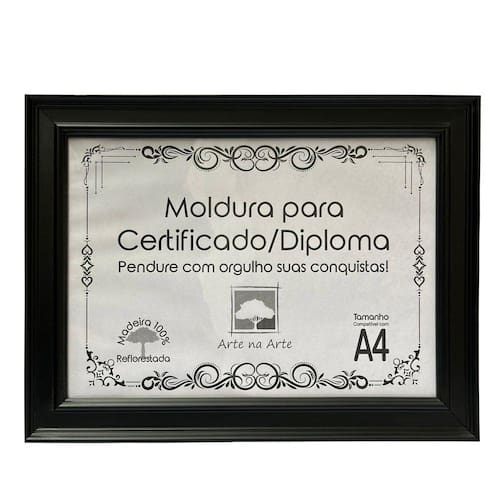 Moldura para
Certificado/Diploma
Pendure com orgulho suas conquistas!
Madeira 100%
Reflorestada
Arte na Arte
Tamanho
Compatível com
A4